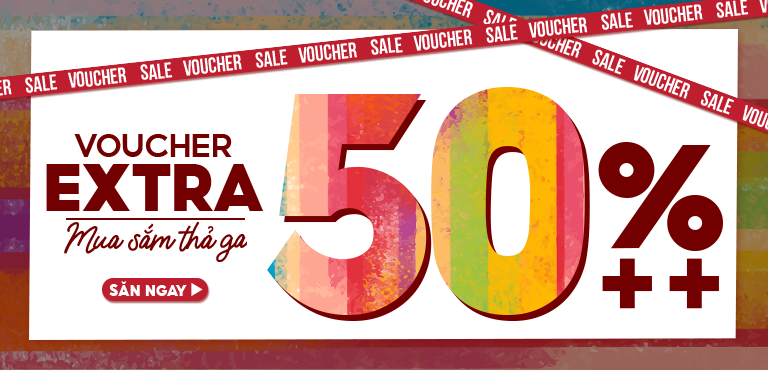 VOUCHER SALE VOUCHER SALE VOUCHER
SALE VOUCHER SALE VOUCHER SALE VOUCHER SALE VOUCHER SALE VOUCHER SALE VOUCHER SALE
VOUCHER
EXTRA
Mua sắm thả ga
SĂN NGAY
50%
++